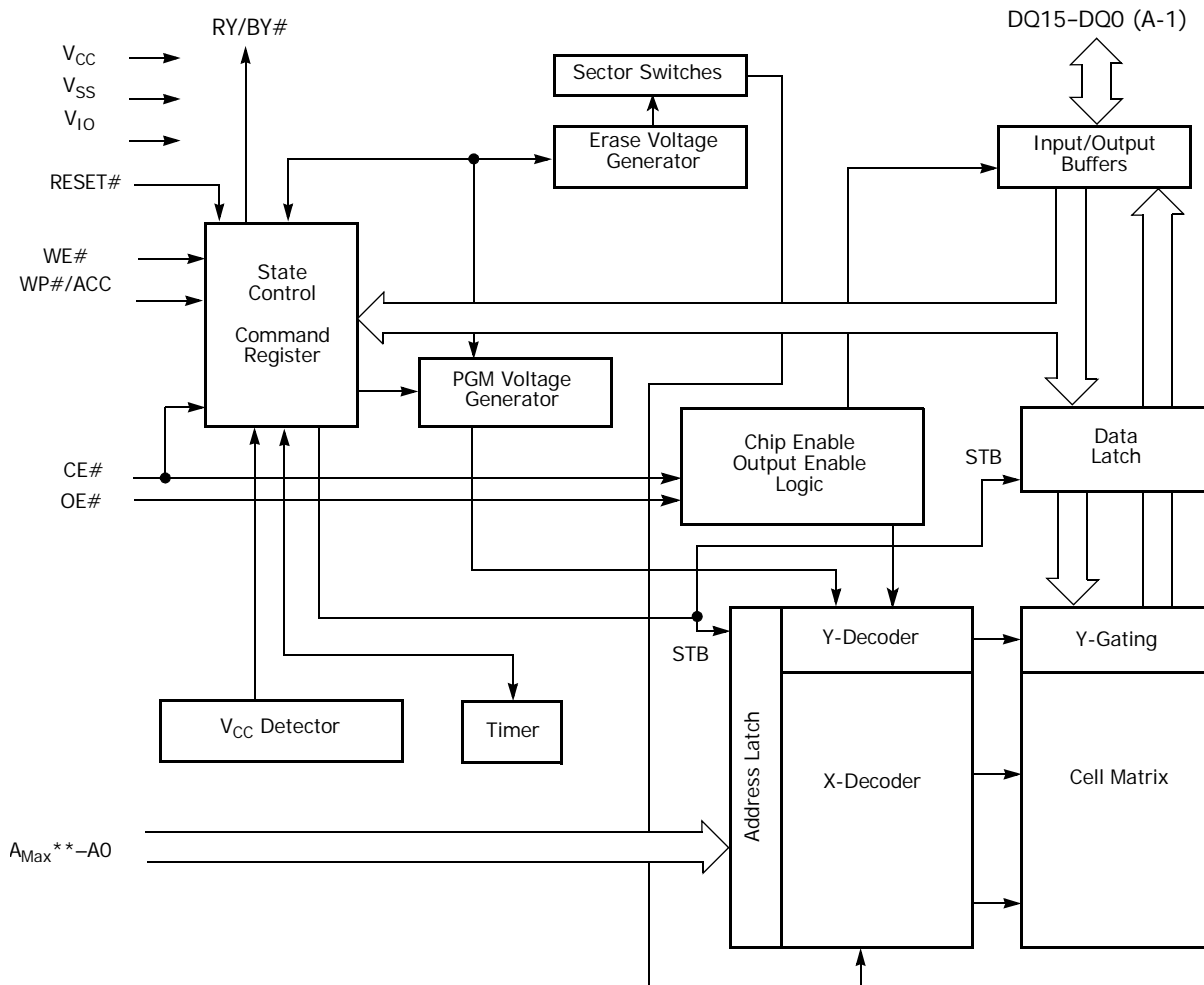 RY/BY#
DQ15–DQ0 (A-1)
VCC
VSS
VIO
RESET#
WE#
WP#/ACC
CE#
OE#
AMax**–A0
Sector Switches
Erase Voltage
Generator
Input/Output
Buffers
State
Control
Command
Register
PGM Voltage
Generator
Chip Enable
Output Enable
Logic
STB
Data
Latch
STB
Y-Decoder
Y-Gating
VCC Detector
Timer
Address Latch
X-Decoder
Cell Matrix